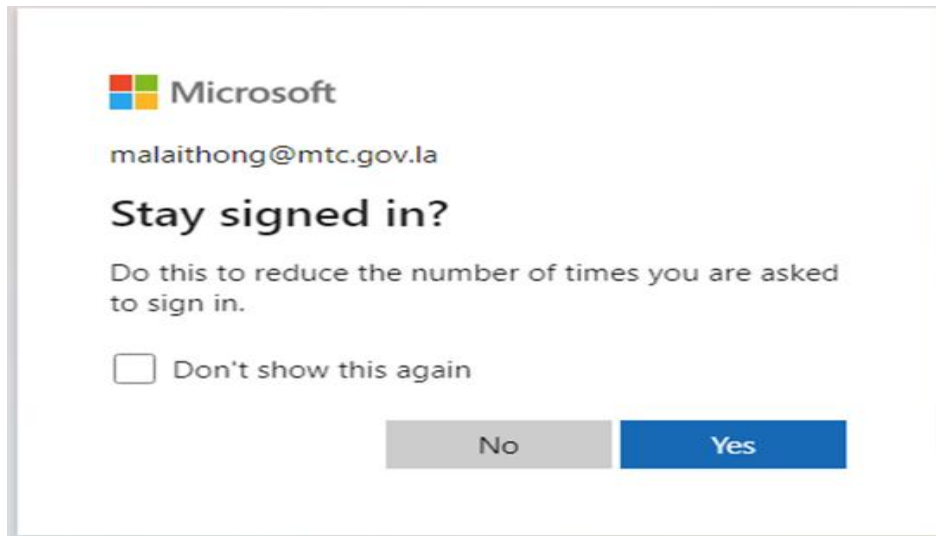 Microsoft
malaithong@mtc.gov.la
Stay signed in?
Do this to reduce the number of times you are asked
to sign in.
Don't show this again
No
Yes